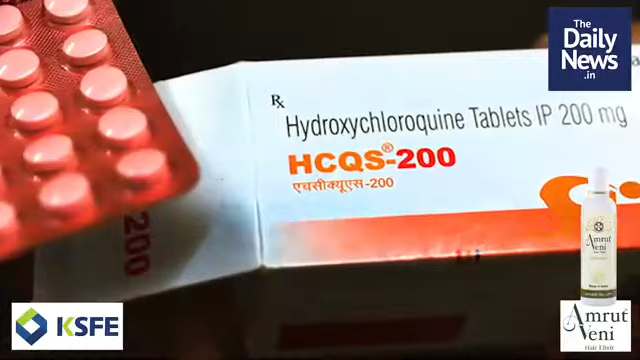 The
Daily
News
.in
Rx
Hydroxychloroquine Tablets IP 200 mg
HCQS®-200
एचसीक्यूएस-200
200
Amrut
Veni
KSFE
Amrut
Veni
Hair Elixir